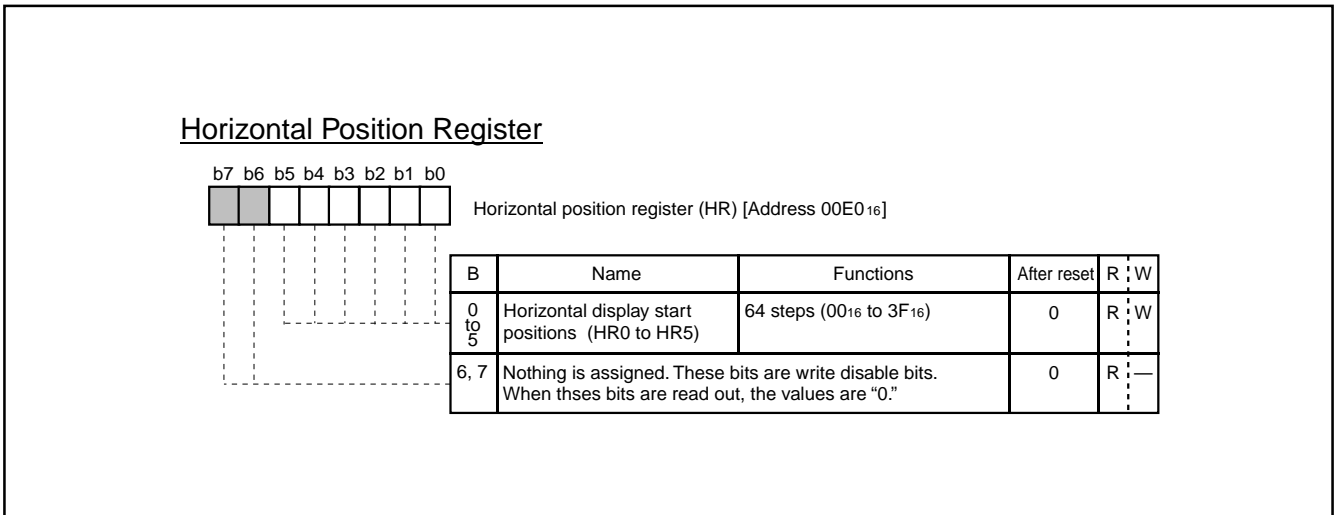 Horizontal Position Register
b7 b6 b5 b4 b3 b2 b1 b0
Horizontal position register (HR) [Address 00E016]
B Name Functions After reset R W
0 to 5 Horizontal display start positions (HR0 to HR5) 64 steps (0016 to 3F16) 0 R W
6, 7 Nothing is assigned. These bits are write disable bits. 0 R —
When thses bits are read out, the values are “0.”